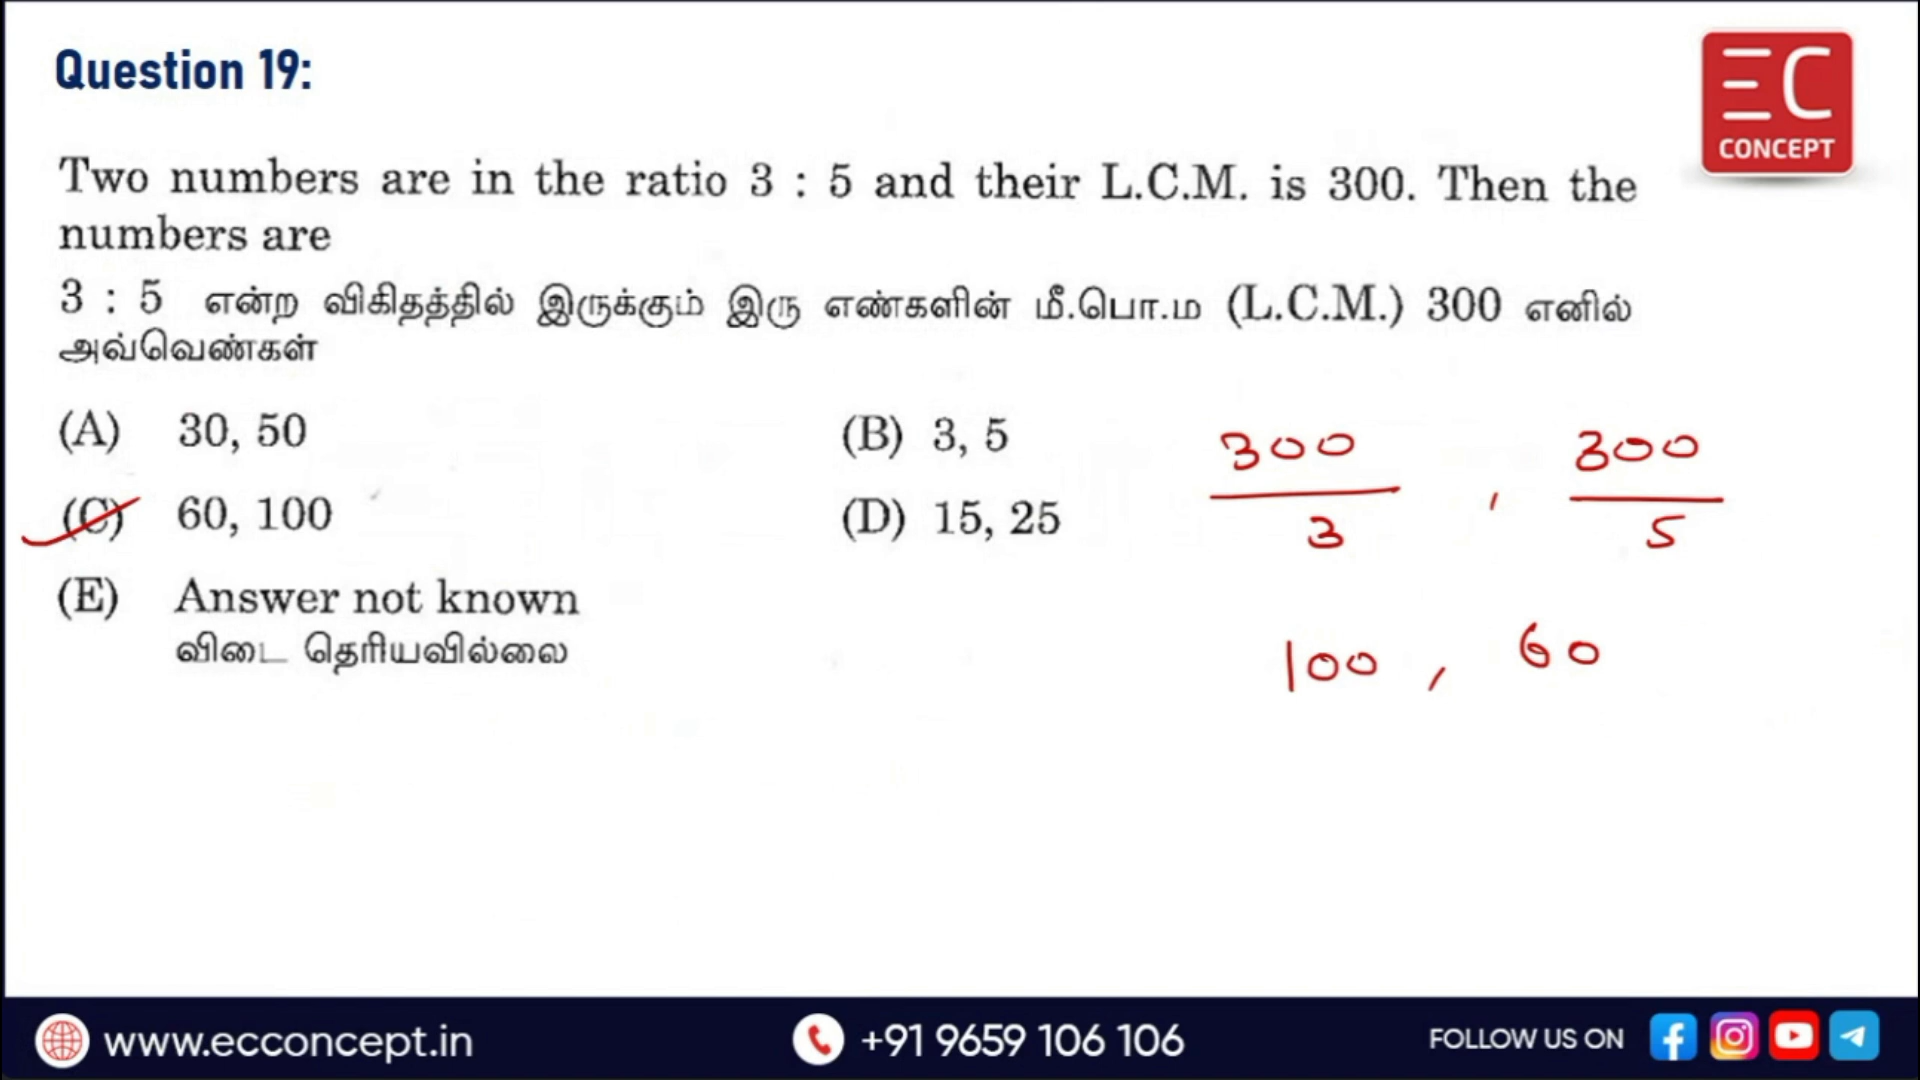 Question 19:
EC
CONCEPT
Two numbers are in the ratio 3 : 5 and their L.C.M. is 300. Then the
numbers are
3 : 5 என்ற விகிதத்தில் இருக்கும் இரு எண்களின் மீ.பொ.ம (L.C.M.) 300 எனில்
அவ்வெண்கள்
(A) 30, 50 (B) 3, 5
(C) 60, 100 (D) 15, 25
(E) Answer not known
விடை தெரியவில்லை
300 , 300
3 5
100 , 60
www.ecconcept.in +91 9659 106 106 FOLLOW US ON